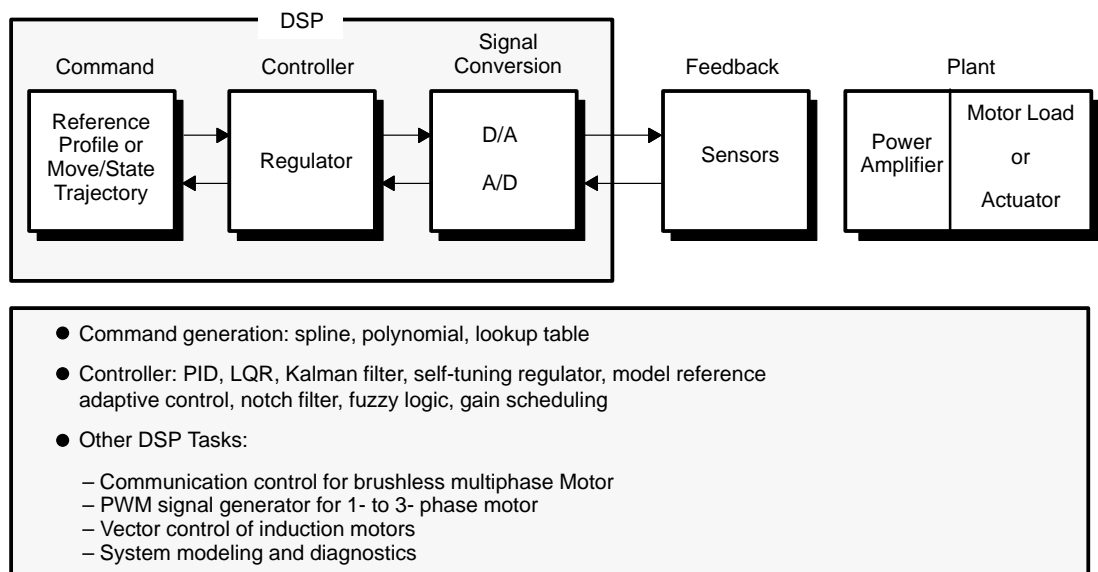 DSP
Command
Controller
Signal
Conversion
Feedback
Plant
Reference
Profile or
Move/State
Trajectory
Regulator
D/A
A/D
Sensors
Power
Amplifier
Motor Load
or
Actuator
● Command generation: spline, polynomial, lookup table
● Controller: PID, LQR, Kalman filter, self-tuning regulator, model reference
adaptive control, notch filter, fuzzy logic, gain scheduling
● Other DSP Tasks:
– Communication control for brushless multiphase Motor
– PWM signal generator for 1- to 3- phase motor
– Vector control of induction motors
– System modeling and diagnostics